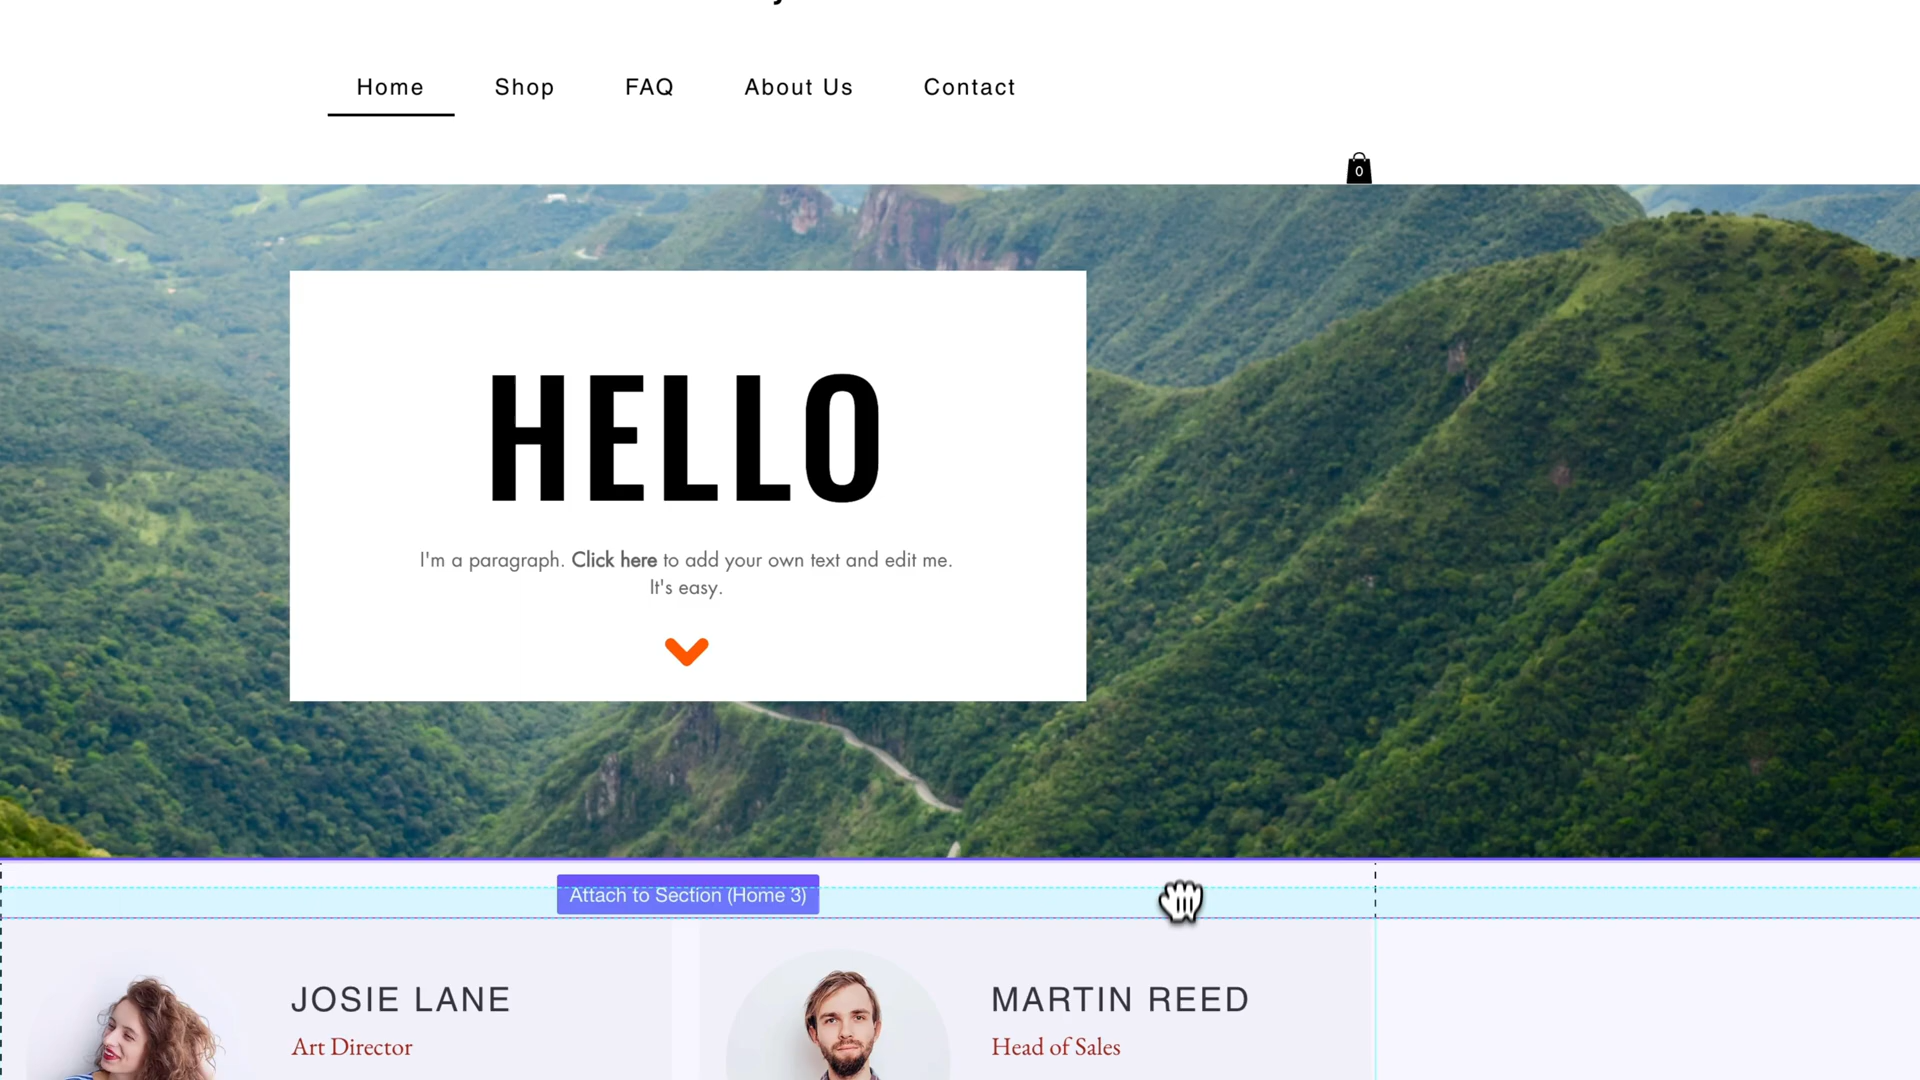 Home Shop FAQ About Us Contact
0
HELLO
I'm a paragraph. Click here to add your own text and edit me.
It's easy.
Attach to Section (Home 3)
JOSIE LANE
Art Director
MARTIN REED
Head of Sales